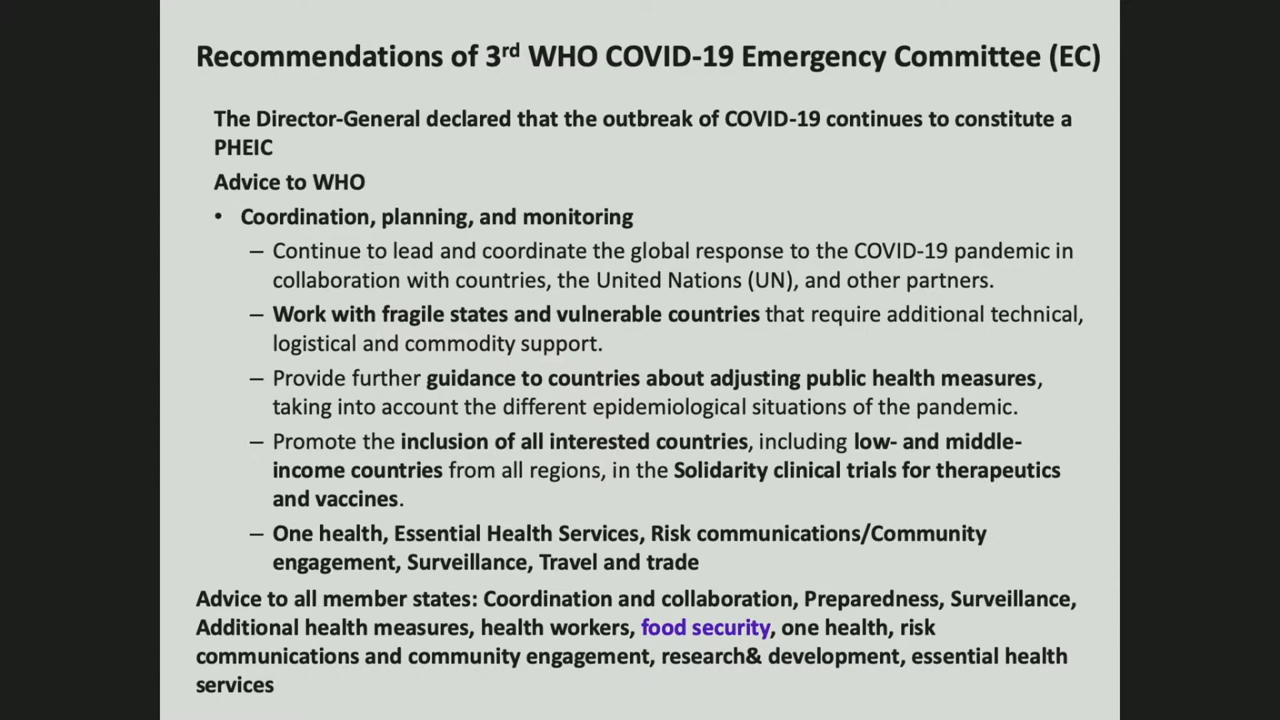 Recommendations of 3rd WHO COVID-19 Emergency Committee (EC)
The Director-General declared that the outbreak of COVID-19 continues to constitute a
PHEIC
Advice to WHO
• Coordination, planning, and monitoring
– Continue to lead and coordinate the global response to the COVID-19 pandemic in
collaboration with countries, the United Nations (UN), and other partners.
– Work with fragile states and vulnerable countries that require additional technical,
logistical and commodity support.
– Provide further guidance to countries about adjusting public health measures,
taking into account the different epidemiological situations of the pandemic.
– Promote the inclusion of all interested countries, including low- and middle-
income countries from all regions, in the Solidarity clinical trials for therapeutics
and vaccines.
– One health, Essential Health Services, Risk communications/Community
engagement, Surveillance, Travel and trade
Advice to all member states: Coordination and collaboration, Preparedness, Surveillance,
Additional health measures, health workers, food security, one health, risk
communications and community engagement, research& development, essential health
services